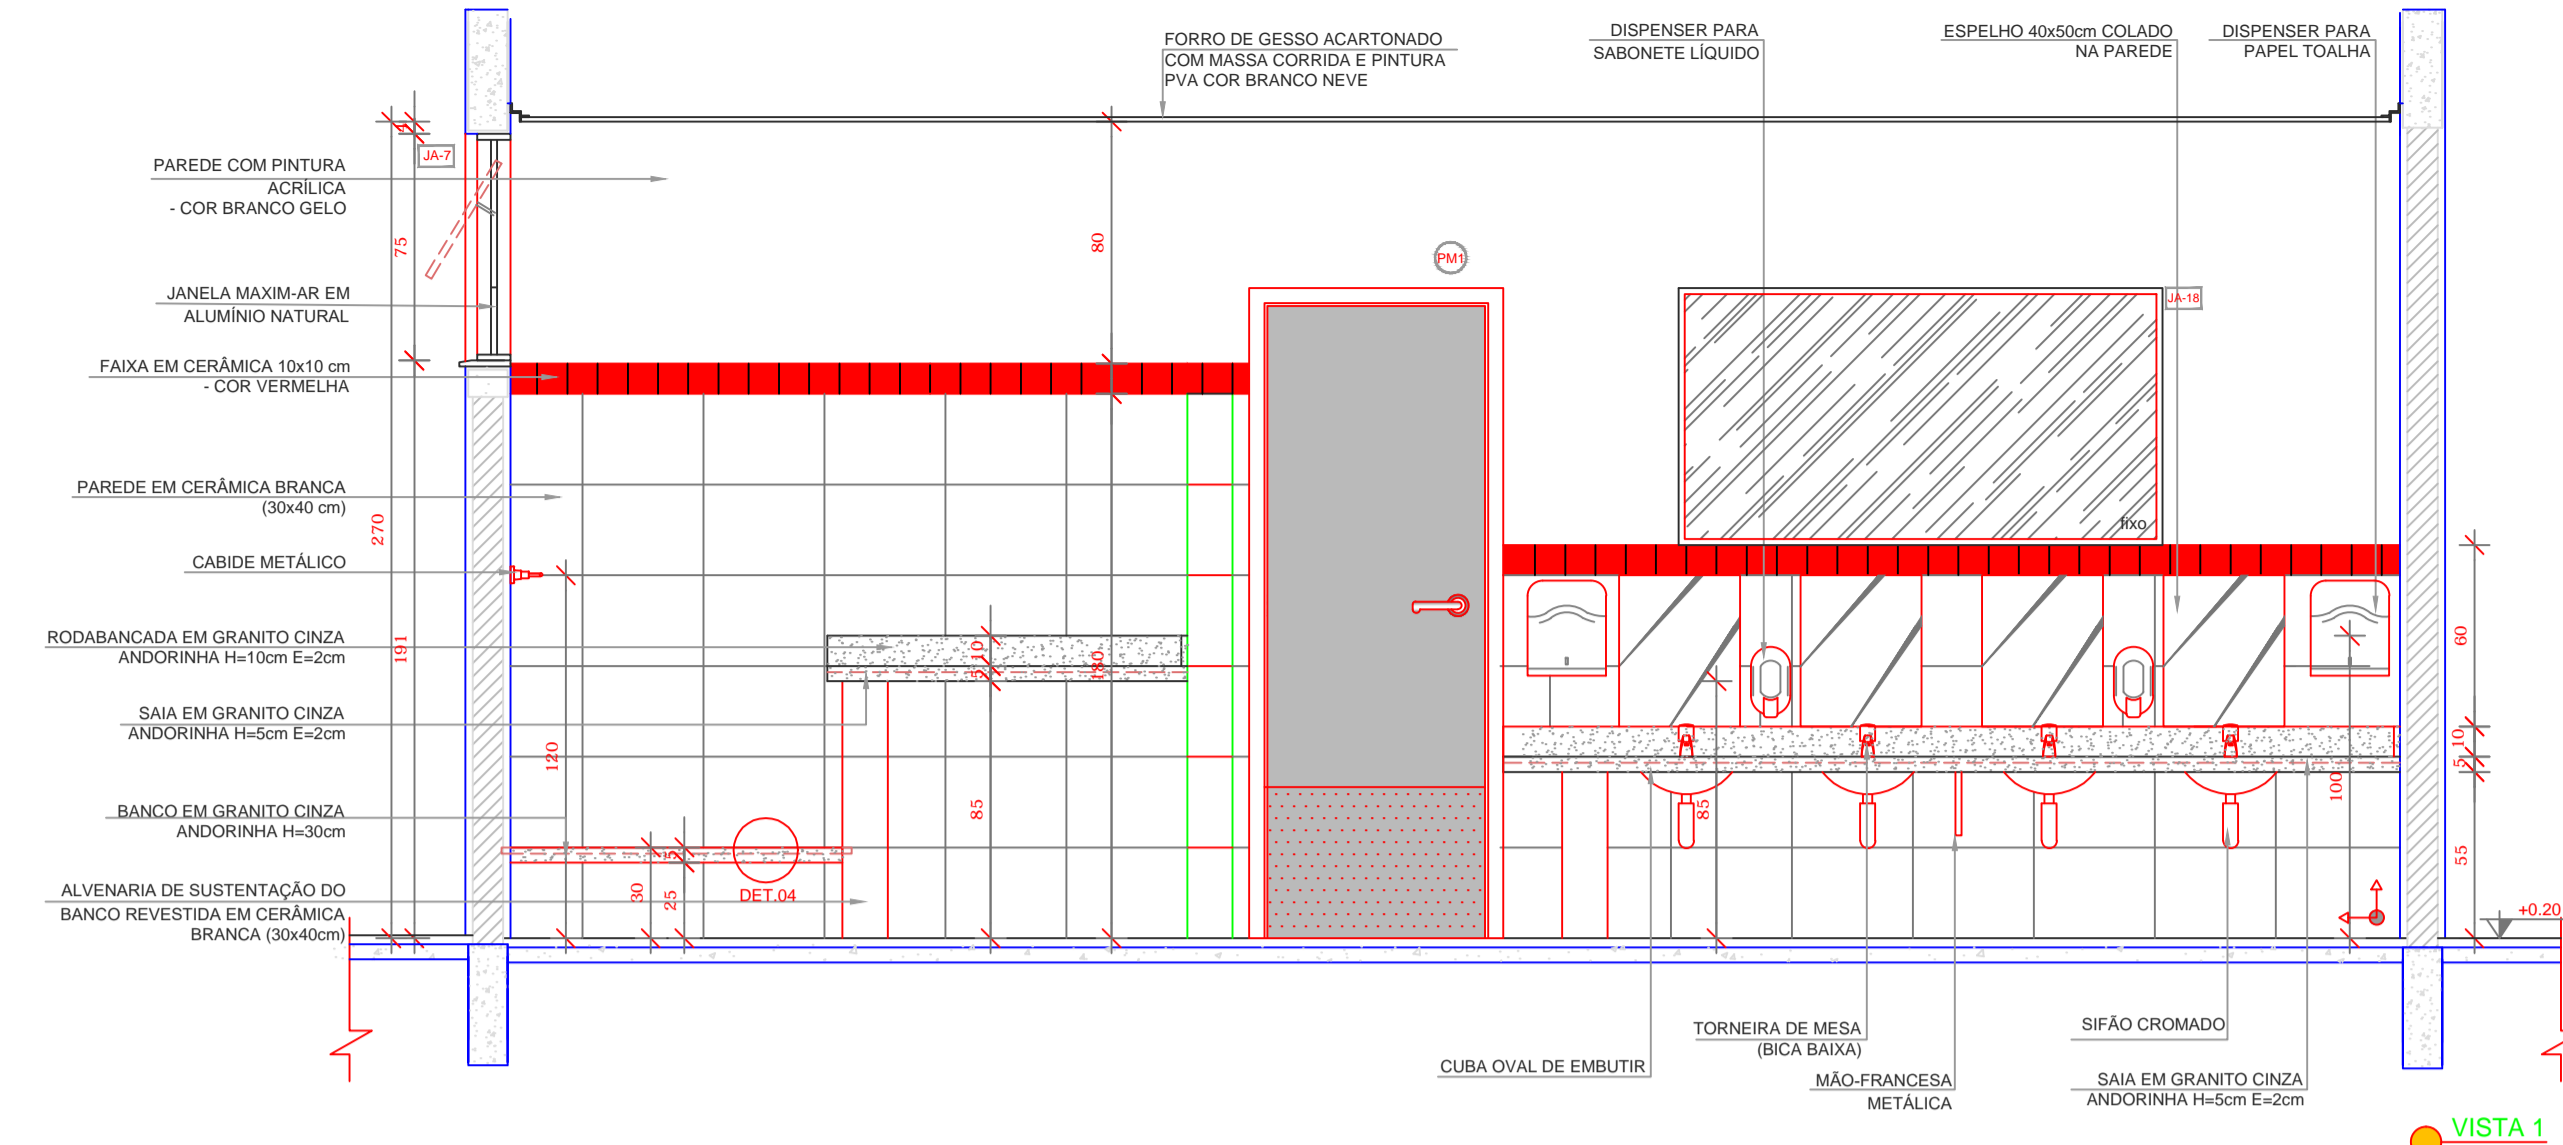 FORRO DE GESSO ACARTONADO
COM MASSA CORRIDA E PINTURA
PVA COR BRANCO NEVE
DISPENSER PARA
SABONETE LÍQUIDO
ESPELHO 40x50cm COLADO
NA PAREDE
DISPENSER PARA
PAPEL TOALHA
4
JA-7
PAREDE COM PINTURA
ACRÍLICA
- COR BRANCO GELO
75
80
PM1
JANELA MAXIM-AR EM
ALUMÍNIO NATURAL
JA-18
FAIXA EM CERÂMICA 10x10 cm
- COR VERMELHA
PAREDE EM CERÂMICA BRANCA
(30x40 cm)
270
fixo
CABIDE METÁLICO
RODABANCADA EM GRANITO CINZA
ANDORINHA H=10cm E=2cm
191
10
5
180
60
SAIA EM GRANITO CINZA
ANDORINHA H=5cm E=2cm
120
10
5
100
BANCO EM GRANITO CINZA
ANDORINHA H=30cm
85
85
5
55
30
25
DET.04
ALVENARIA DE SUSTENTAÇÃO DO
BANCO REVESTIDA EM CERÂMICA
BRANCA (30x40cm)
+0.20
TORNEIRA DE MESA
(BICA BAIXA)
SIFÃO CROMADO
CUBA OVAL DE EMBUTIR
MÃO-FRANCESA
METÁLICA
SAIA EM GRANITO CINZA
ANDORINHA H=5cm E=2cm
VISTA 1